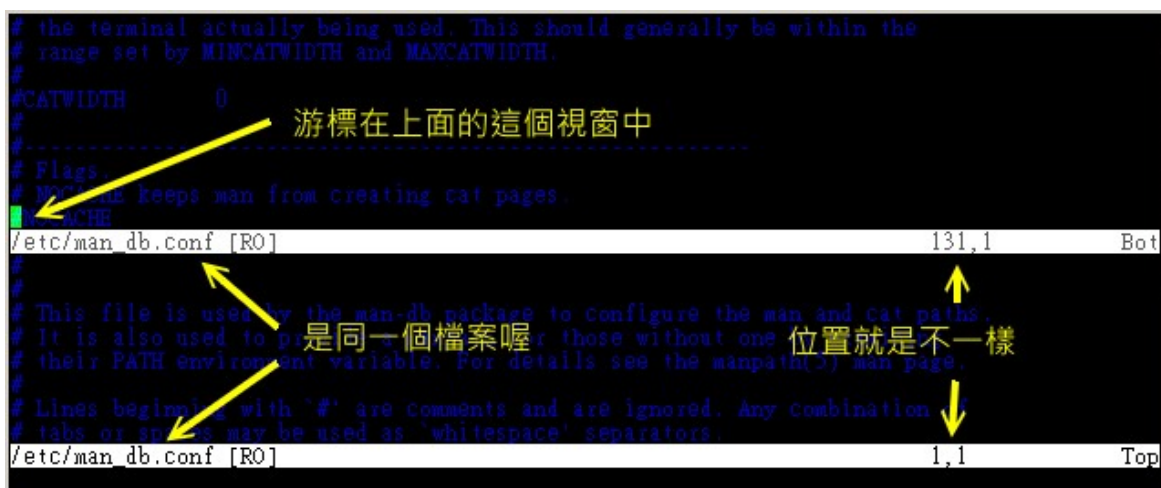 # the terminal actually being used. This should generally be within the
# range set by MINCATWIDTH and MAXCATWIDTH.
#
#CATWIDTH 0
#
游標在上面的這個視窗中
#---------------------------------------------------------
# Flags.
# NOCACHE keeps man from creating cat pages.
#NOCACHE
/etc/man_db.conf [RO] 131,1 Bot
#
#
# This file is used by the man-db package to configure the man and cat paths.
# It is also used to for those without one
是同一個檔案喔
位置就是不一樣
# their PATH environment variable. For details see the manpath(5) man page.
#
# Lines beginning with `#' are comments and are ignored. Any combination of
# tabs or spaces may be used as `whitespace' separators.
/etc/man_db.conf [RO] 1,1 Top